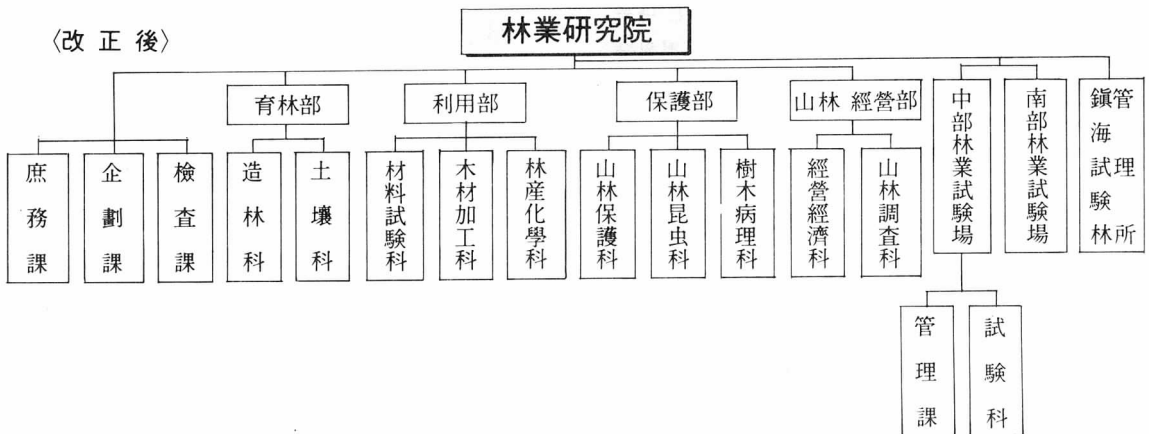 〈改正後〉
林業研究院
育林部
利用部
保護部
山林 經營部
中部林業試験場
南部林業試験場
鎭海試験林
管理所
庶務課
企劃課
檢査課
造林科
土壤科
材料試験科
木材加工科
林産化學科
山林保護科
山林昆虫科
樹木病理科
經營經濟科
山林調査科
管理課
試験科